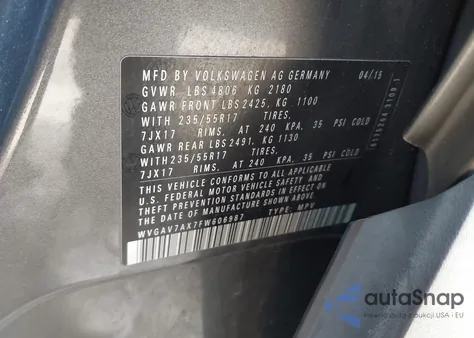 MFD BY VOLKSWAGEN AG GERMANY 04/15
GVWR LBS 4806 KG 2180
GAWR FRONT LBS 2425, KG 1100
WITH 235/55R17 TIRES,
7JX17 RIMS, AT 240 KPA, 35 PSI COLD
GAWR REAR LBS 2491, KG 1130
WITH 235/55R17 TIRES,
7JX17 RIMS, AT 240 KPA, 35 PSI COLD
THIS VEHICLE CONFORMS TO ALL APPLICABLE
U.S. FEDERAL MOTOR VEHICLE SAFETY STANDARDS
IN EFFECT ON
THE DATE OF MANUFACTURE SHOWN ABOVE.
WVGAV7AX7FW606987 TYPE: MPV
autoSnap